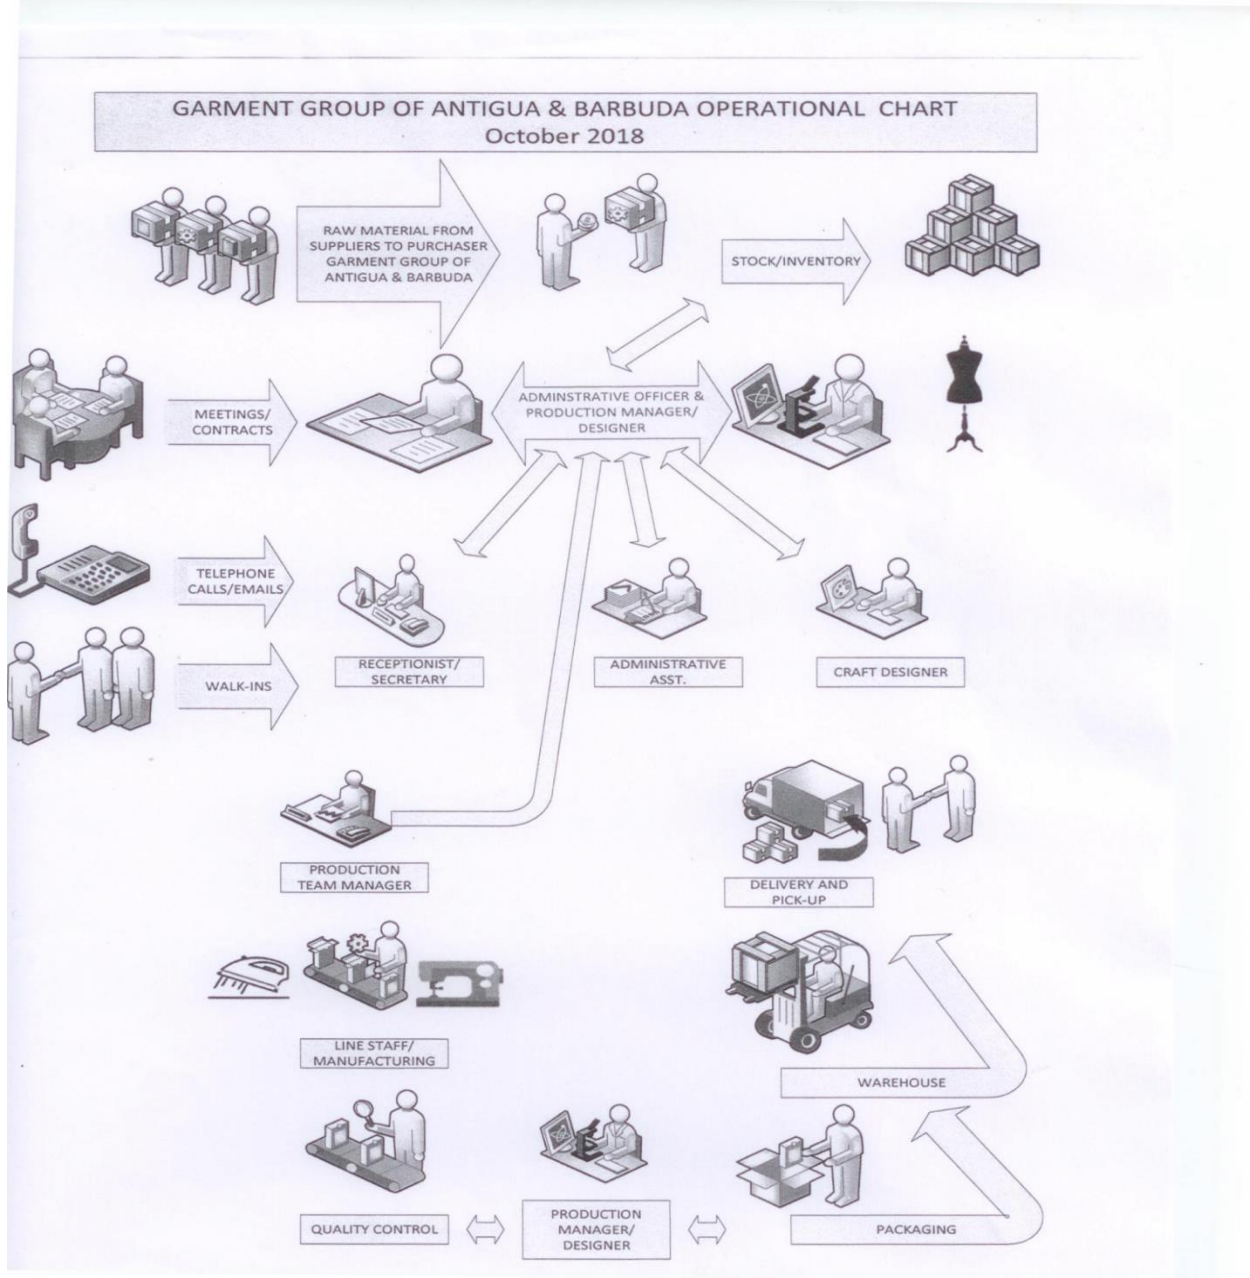 GARMENT GROUP OF ANTIGUA & BARBUDA OPERATIONAL CHART
October 2018
RAW MATERIAL FROM
SUPPLIERS TO PURCHASER
GARMENT GROUP OF
ANTIGUA & BARBUDA
STOCK/INVENTORY
MEETINGS/
CONTRACTS
ADMINSTRATIVE OFFICER &
PRODUCTION MANAGER/
DESIGNER
TELEPHONE
CALLS/EMAILS
WALK-INS
RECEPTIONIST/
SECRETARY
ADMINISTRATIVE
ASST.
CRAFT DESIGNER
PRODUCTION
TEAM MANAGER
DELIVERY AND
PICK-UP
LINE STAFF/
MANUFACTURING
WAREHOUSE
QUALITY CONTROL
PRODUCTION
MANAGER/
DESIGNER
PACKAGING